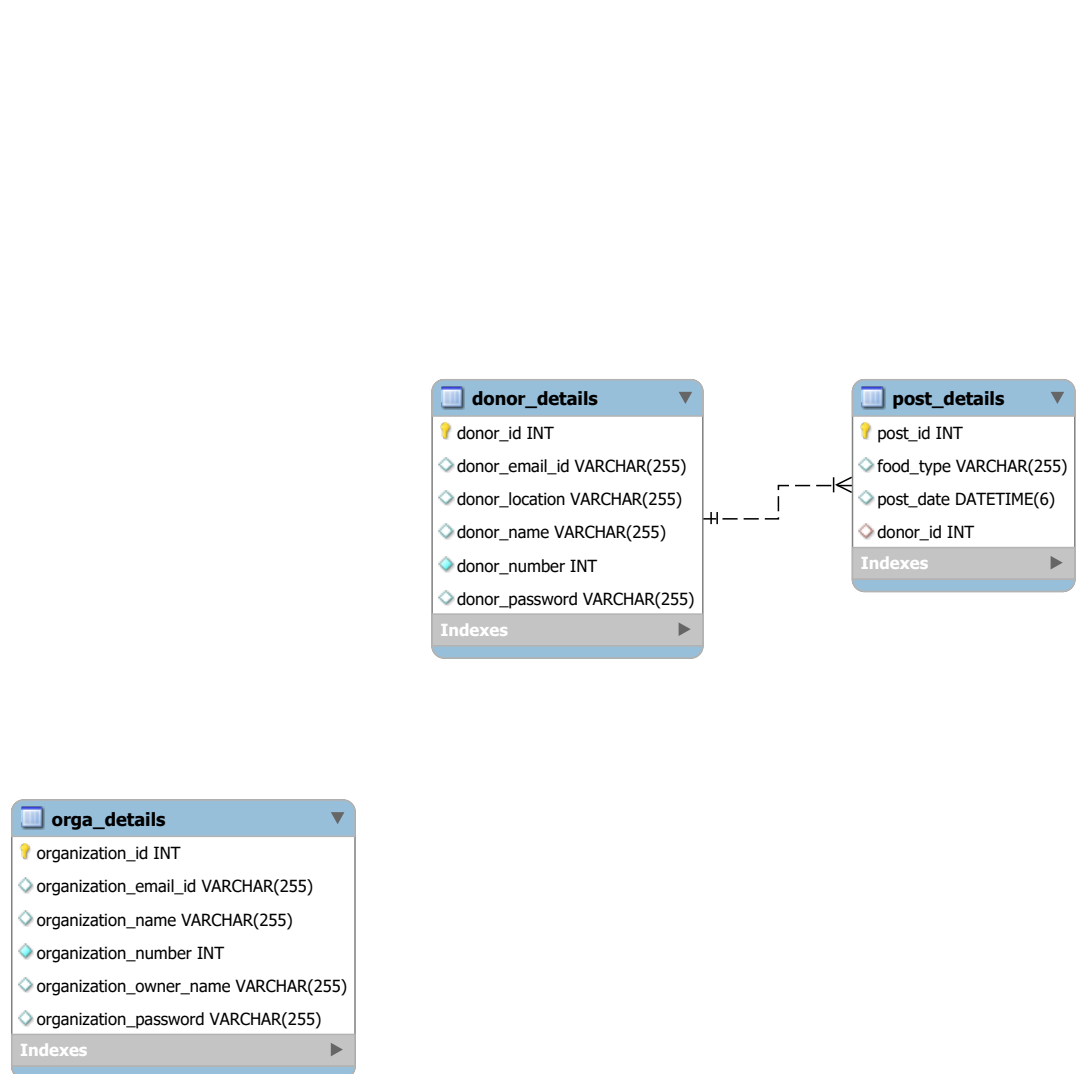 donor_details
donor_id INT
donor_email_id VARCHAR(255)
donor_location VARCHAR(255)
donor_name VARCHAR(255)
donor_number INT
donor_password VARCHAR(255)
Indexes
post_details
post_id INT
food_type VARCHAR(255)
post_date DATETIME(6)
donor_id INT
Indexes
orga_details
organization_id INT
organization_email_id VARCHAR(255)
organization_name VARCHAR(255)
organization_number INT
organization_owner_name VARCHAR(255)
organization_password VARCHAR(255)
Indexes